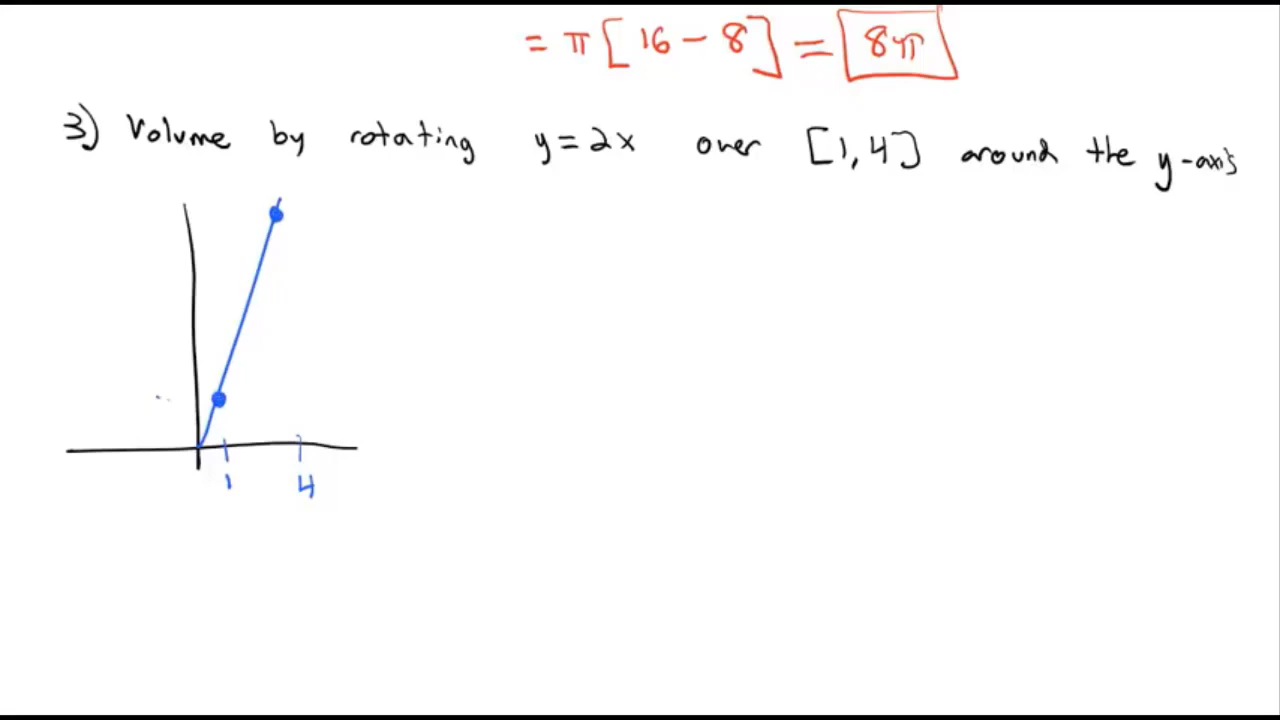 = π[16 - 8] = 8π
3) Volume by rotating y = 2x over [1, 4] around the y-axis
1 4